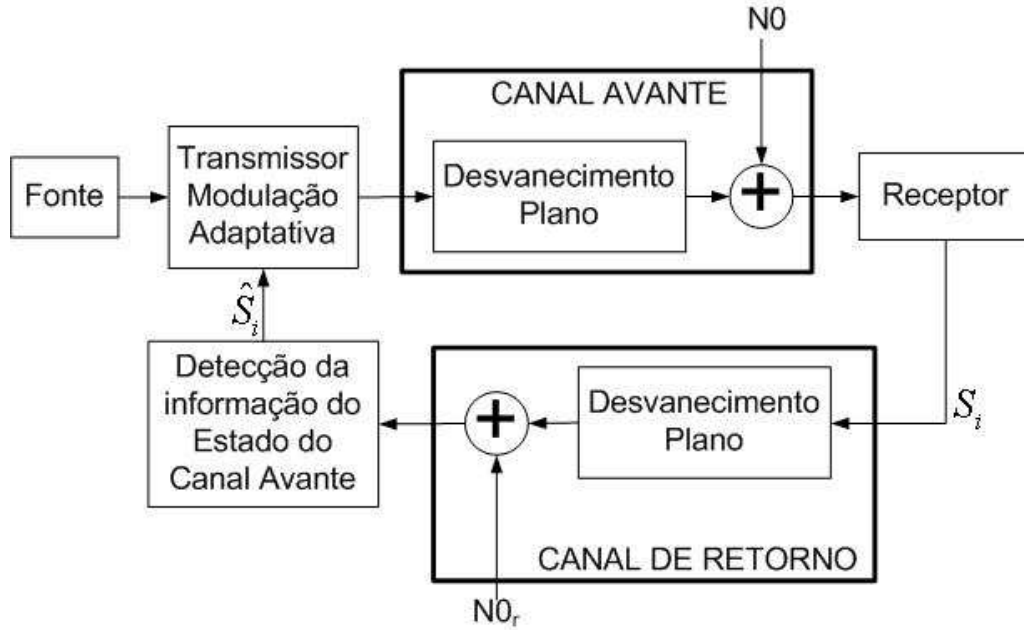 N0
CANAL AVANTE
Fonte
Transmissor
Modulação
Adaptativa
Desvanecimento
Plano
+
Receptor
Ŝi
Si
Detecção da
informação do
Estado do
Canal Avante
+
Desvanecimento
Plano
CANAL DE RETORNO
N0r